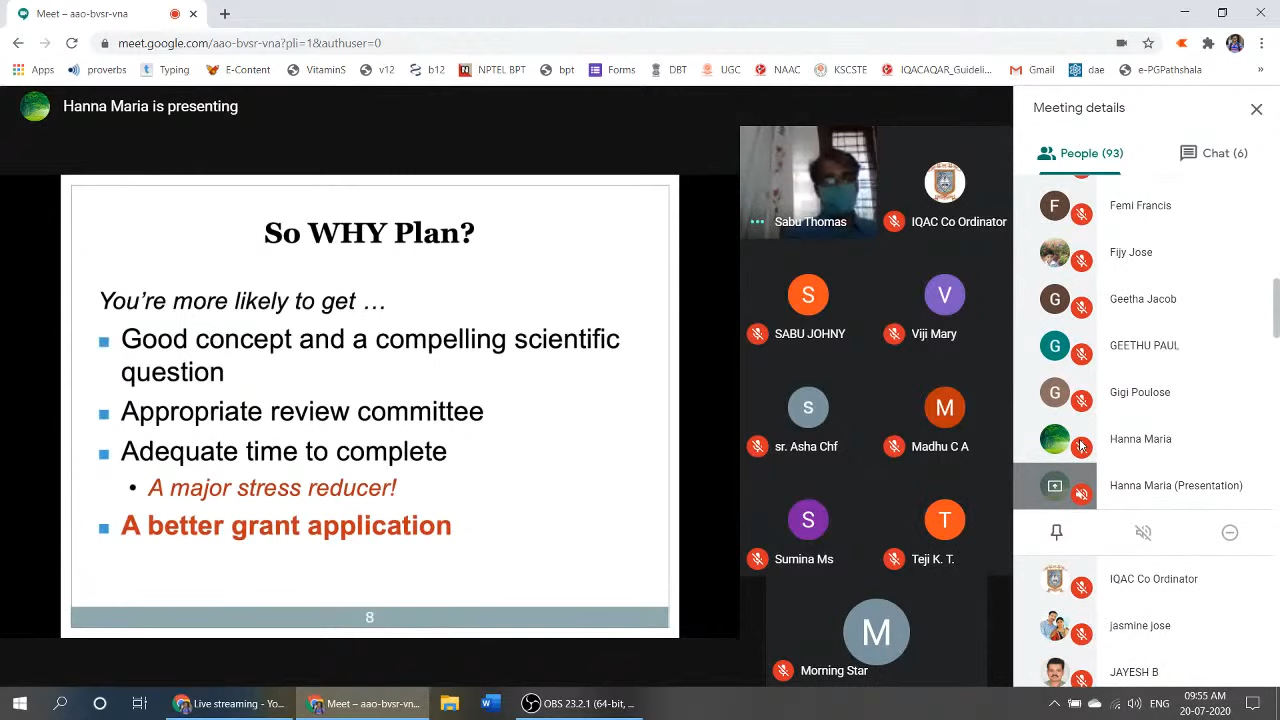 Meet – aao-bvsr-vna
meet.google.com/aao-bvsr-vna?pli=1&authuser=0
Apps proverbs Typing E-Content VitaminS v12 b12 NPTEL BPT bpt Forms DBT UGC NAAC KSCSTE IQACAQAR_Guideli... Gmail dae e-PGPathshala »
Hanna Maria is presenting
So WHY Plan?
You're more likely to get …
Good concept and a compelling scientific
question
Appropriate review committee
Adequate time to complete
• A major stress reducer!
A better grant application
8
Sabu Thomas
IQAC Co Ordinator
S
SABU JOHNY
V
Viji Mary
s
sr. Asha Chf
M
Madhu C A
S
Sumina Ms
T
Teji K. T.
M
Morning Star
Meeting details
People (93)
Chat (6)
F
Femi Francis
Fijy Jose
G
Geetha Jacob
G
GEETHU PAUL
G
Gigi Poulose
Hanna Maria
Hanna Maria (Presentation)
IQAC Co Ordinator
jasmine jose
JAYESH B
Live streaming - Yo...
Meet – aao-bvsr-vn...
W
OBS 23.2.1 (64-bit, ...
ENG
09:55 AM
20-07-2020